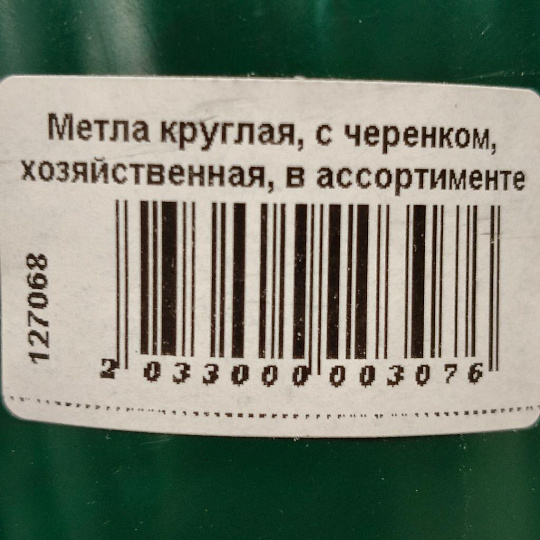 Метла круглая, с черенком,
хозяйственная, в ассортименте
127068
2 033000 003076